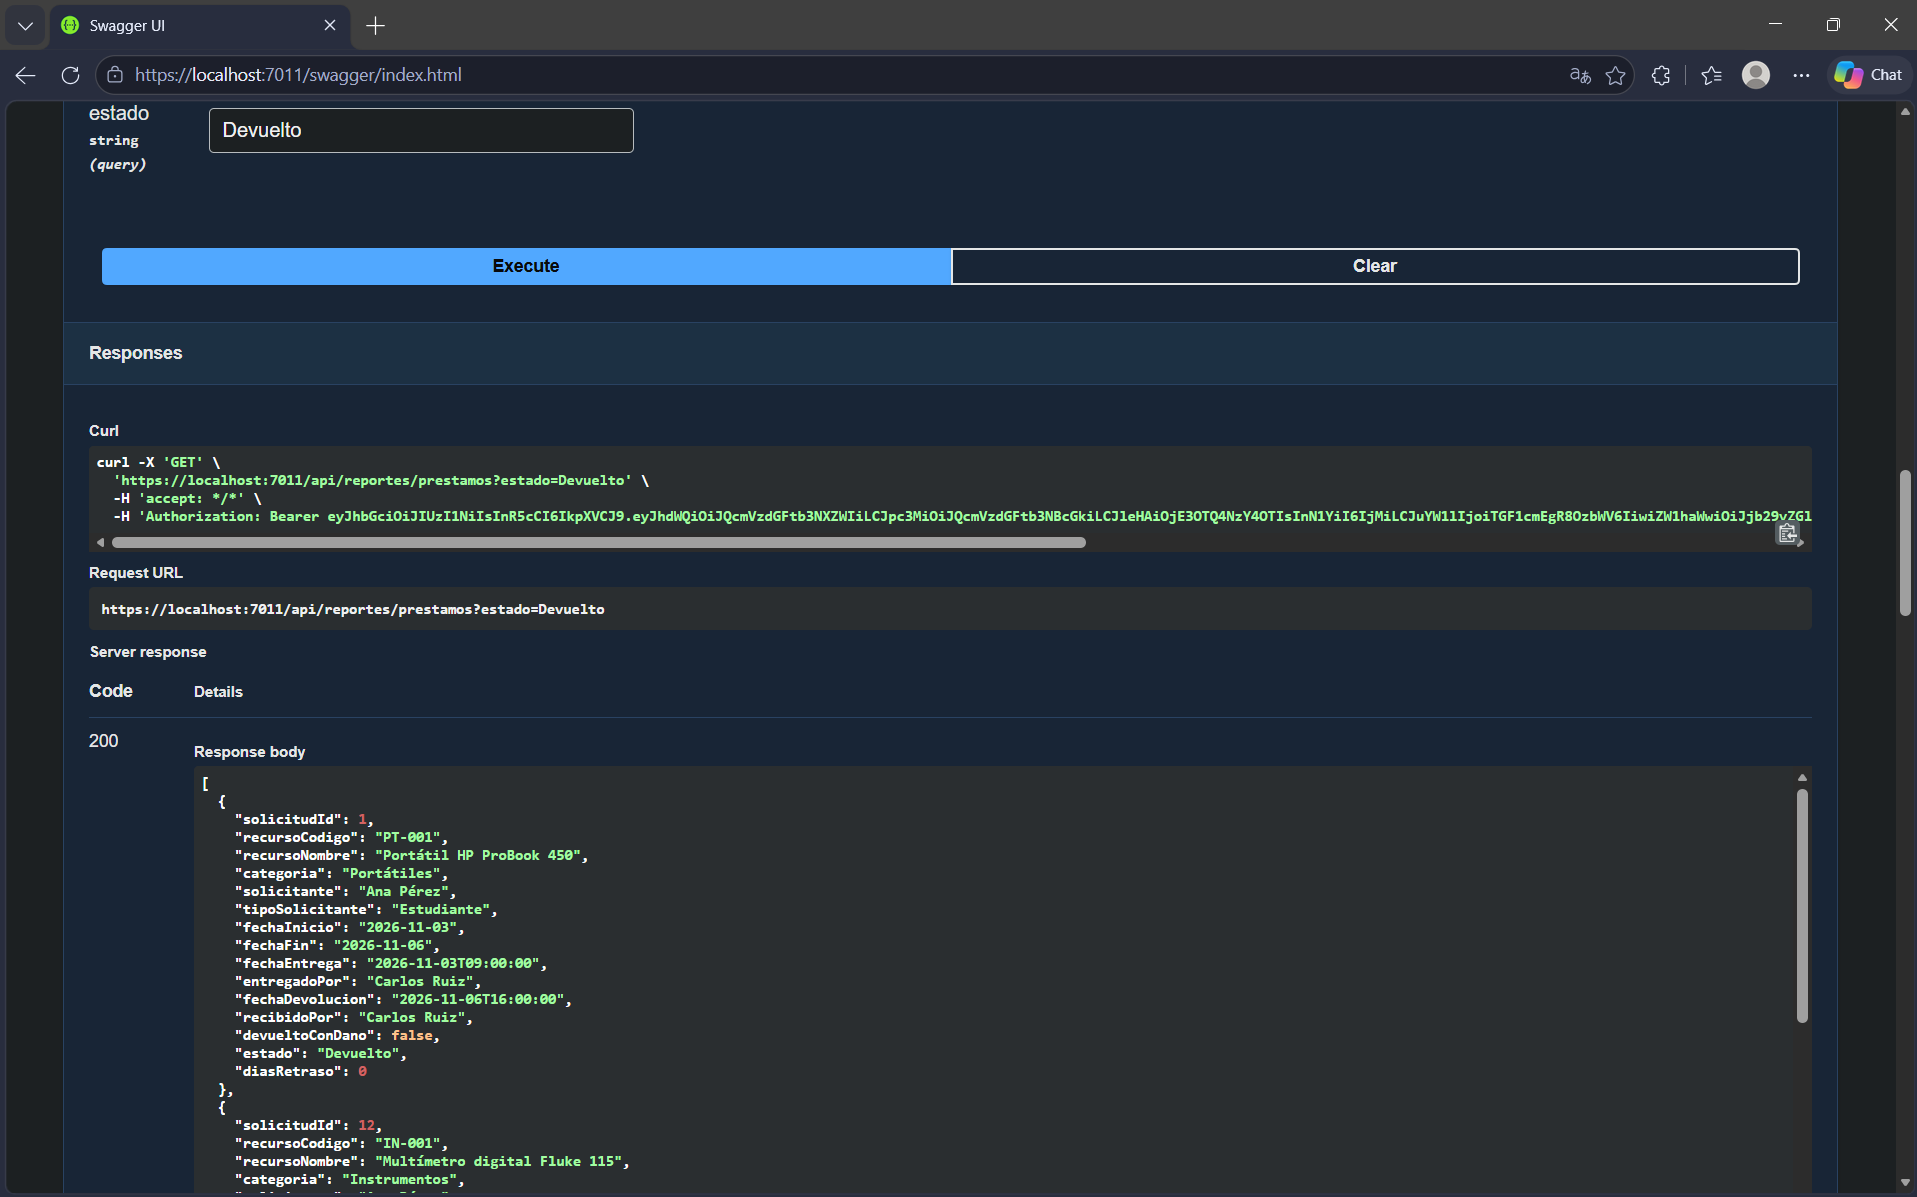 Swagger UI
https://localhost:7011/swagger/index.html
Chat
estado
string
(query)
Devuelto
Execute
Clear
Responses
Curl
curl -X 'GET' \
'https://localhost:7011/api/reportes/prestamos?estado=Devuelto' \
-H 'accept: */*' \
-H 'Authorization: Bearer
Request URL
https://localhost:7011/api/reportes/prestamos?estado=Devuelto
Server response
Code
Details
200
Response body
[
{
"solicitudId": 1,
"recursoCodigo": "PT-001",
"recursoNombre": "Portátil HP ProBook 450",
"categoria": "Portátiles",
"solicitante": "Ana Pérez",
"tipoSolicitante": "Estudiante",
"fechaInicio": "2026-11-03",
"fechaFin": "2026-11-06",
"fechaEntrega": "2026-11-03T09:00:00",
"entregadoPor": "Carlos Ruiz",
"fechaDevolucion": "2026-11-06T16:00:00",
"recibidoPor": "Carlos Ruiz",
"devueltoConDano": false,
"estado": "Devuelto",
"diasRetraso": 0
},
{
"solicitudId": 12,
"recursoCodigo": "IN-001",
"recursoNombre": "Multímetro digital Fluke 115",
"categoria": "Instrumentos",